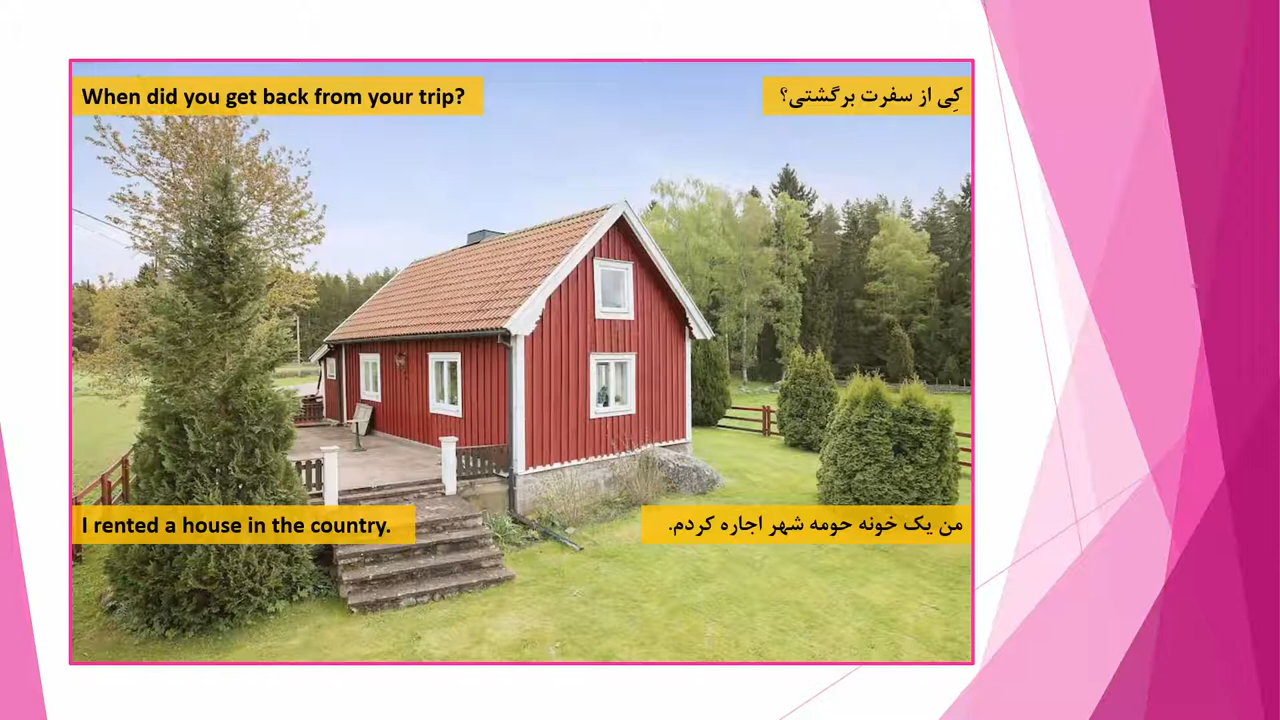 When did you get back from your trip?
کِی از سفرت برگشتی؟
I rented a house in the country.
من یک خونه حومه شهر اجاره کردم.